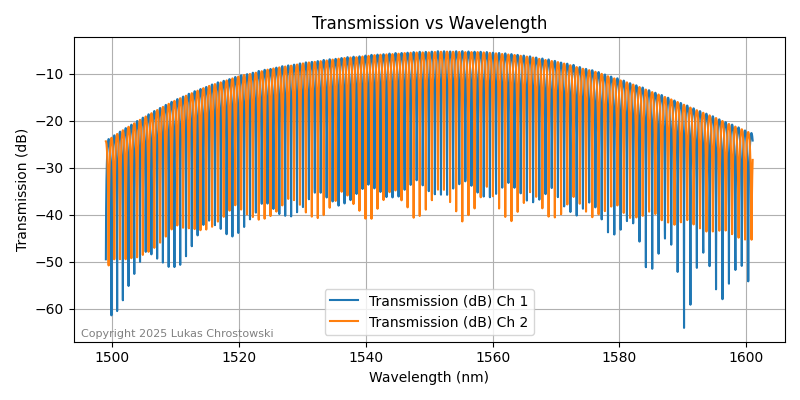 Transmission vs Wavelength
Transmission (dB)
−10
−20
−30
−40
−50
−60
Transmission (dB) Ch 1
Transmission (dB) Ch 2
Copyright 2025 Lukas Chrostowski
1500
1520
1540
1560
1580
1600
Wavelength (nm)